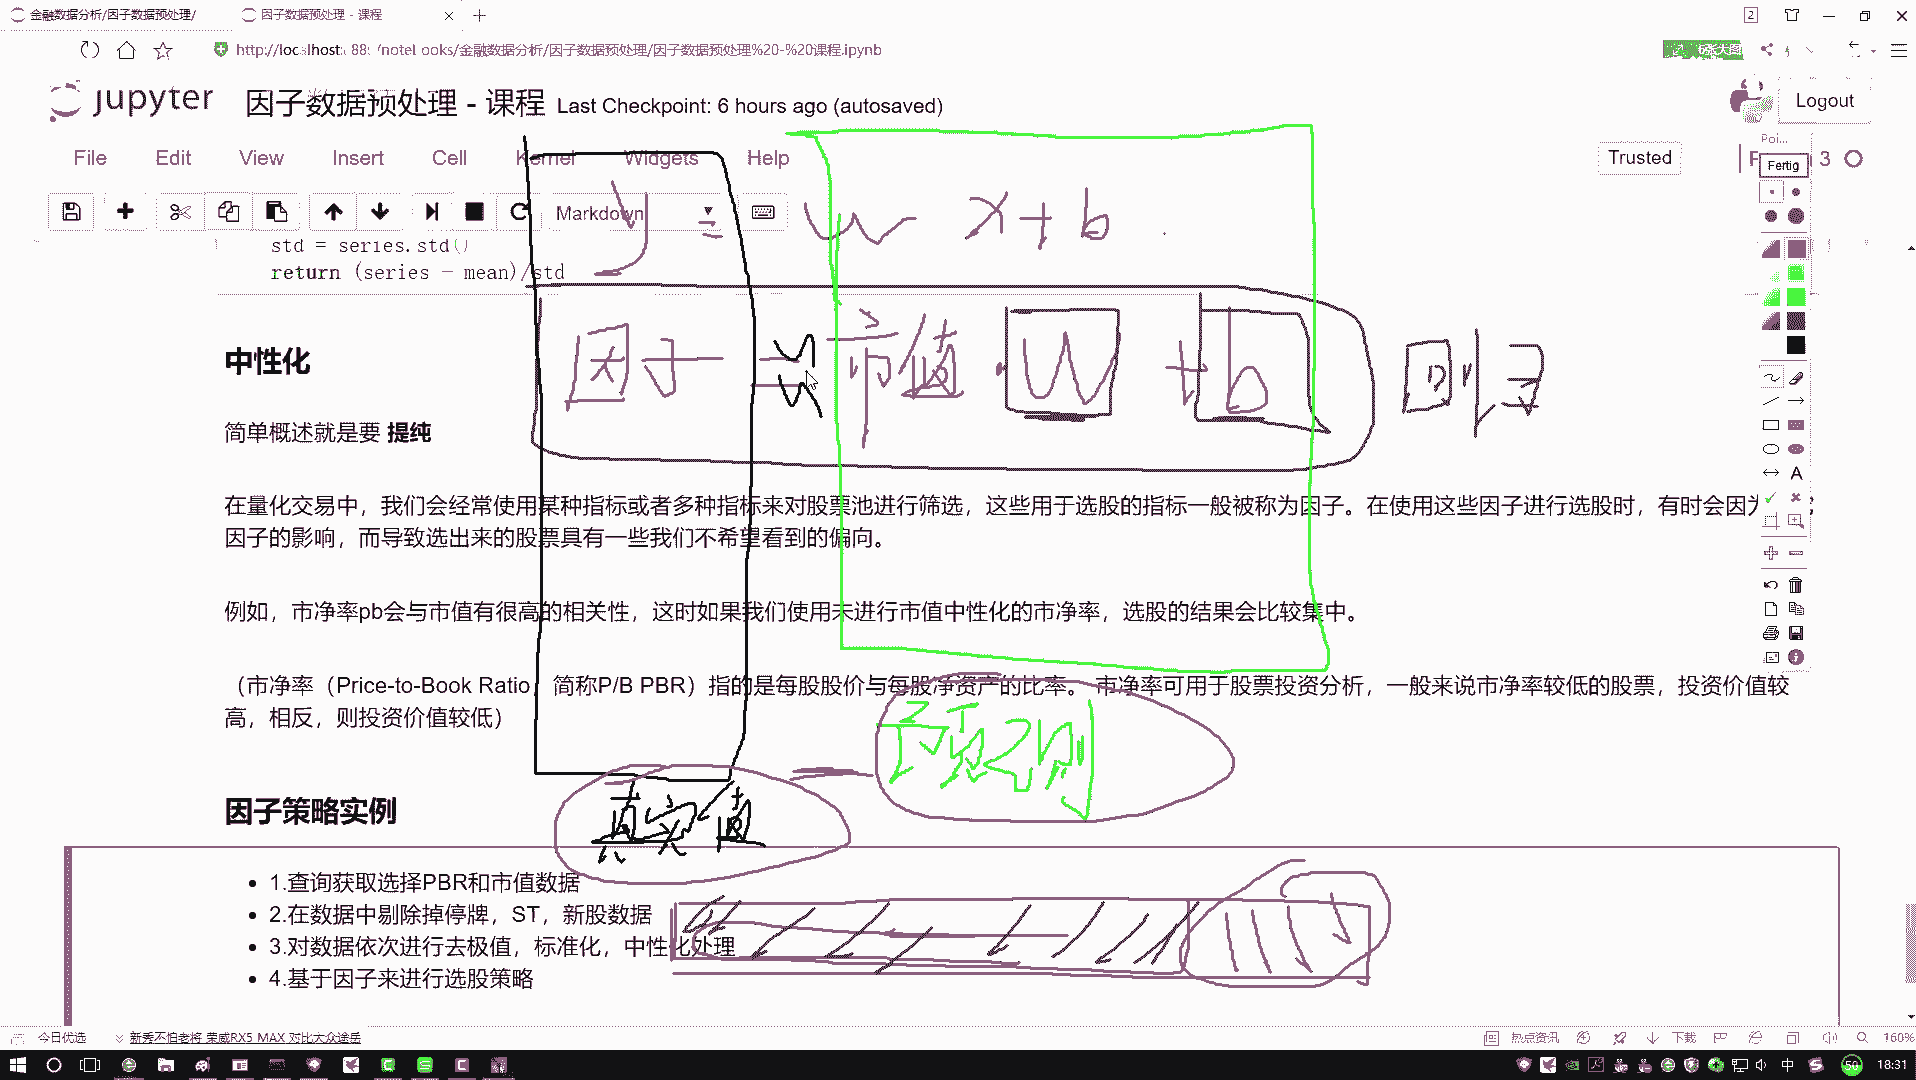 金融数据分析/因子数据预处理/
因子数据预处理 - 课程
2
金融数据分析/因子数据预处理/因子数据预处理%20-%20课程.ipynb
jupyter
因子数据预处理 - 课程
Last Checkpoint: 6 hours ago (autosaved)
Logout
File Edit View Insert Cell Kernel Widgets Help
Trusted
3
Fertig
Markdown
y = w x + b
std = series.std()
return (series - mean)/std
因子 = 市值 · W + b
回归
中性化
简单概述就是要 提纯
在量化交易中，我们会经常使用某种指标或者多种指标来对股票池进行筛选，这些用于选股的指标一般被称为因子。在使用这些因子进行选股时，有时会因为
因子的影响，而导致选出来的股票具有一些我们不希望看到的偏向。
例如，市净率pb会与市值有很高的相关性，这时如果我们使用未进行市值中性化的市净率，选股的结果会比较集中。
（市净率（Price-to-Book Ratio，简称P/B PBR）指的是每股股价与每股净资产的比率。 市净率可用于股票投资分析，一般来说市净率较低的股票，投资价值较
高，相反，则投资价值较低）
预测
真实值
因子策略实例
1.查询获取选择PBR和市值数据
2.在数据中剔除掉停牌，ST，新股数据
3.对数据依次进行去极值，标准化，中性化处理
4.基于因子来进行选股策略
今日优选
新秀不怕老将 荣威RX5 MAX 对比大众途岳
热点资讯
下载
160%
中
50
18:31